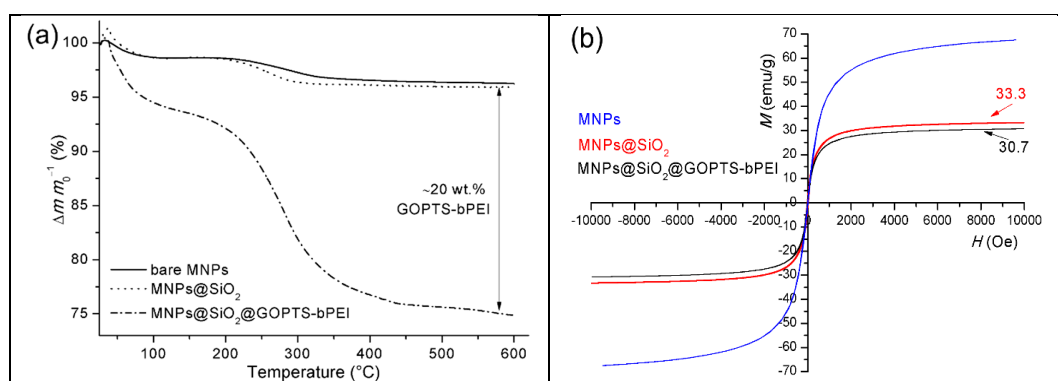 (a)
100
95
90
85
80
75
Δm m₀⁻¹ (%)
~20 wt.%
GOPTS-bPEI
bare MNPs
MNPs@SiO₂
MNPs@SiO₂@GOPTS-bPEI
100 200 300 400 500 600
Temperature (°C)
(b)
M (emu/g)
70
60
50
40
30
20
10
0
-10
-20
-30
-40
-50
-60
-70
33.3
30.7
MNPs
MNPs@SiO₂
MNPs@SiO₂@GOPTS-bPEI
-10000 -8000 -6000 -4000 -2000 0 2000 4000 6000 8000 10000
H (Oe)